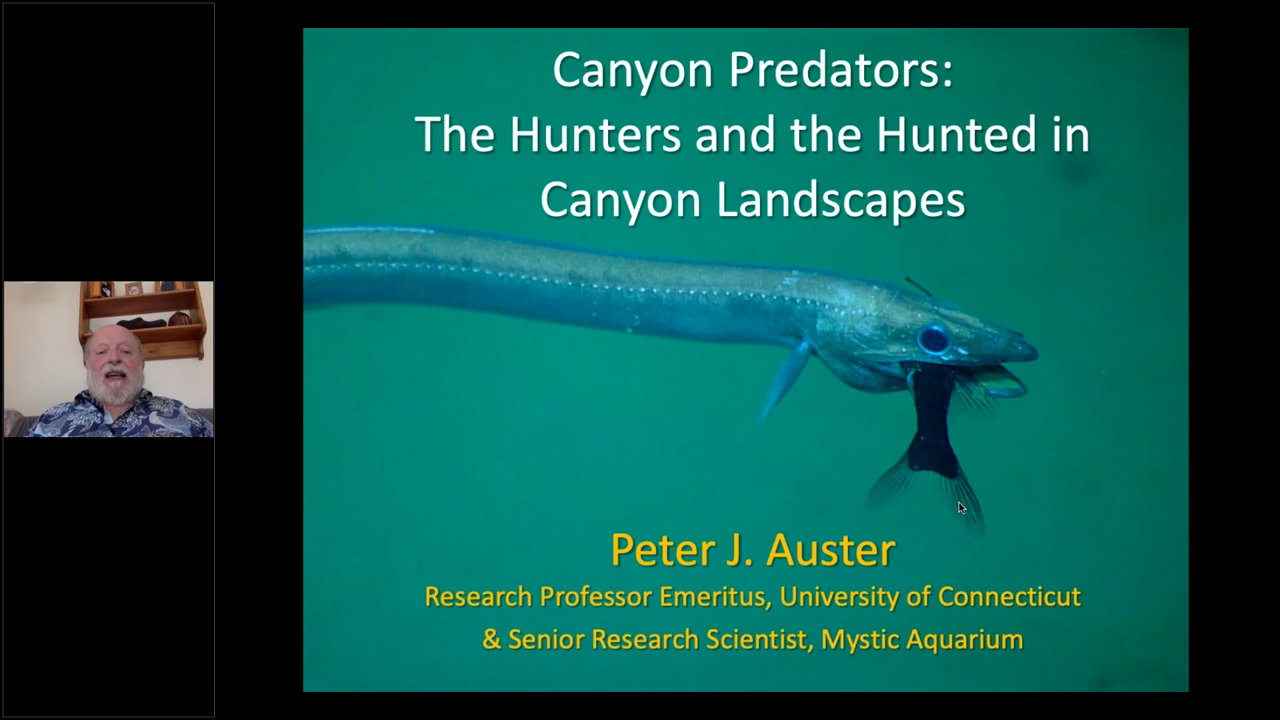 Canyon Predators:
The Hunters and the Hunted in
Canyon Landscapes
Peter J. Auster
Research Professor Emeritus, University of Connecticut
& Senior Research Scientist, Mystic Aquarium